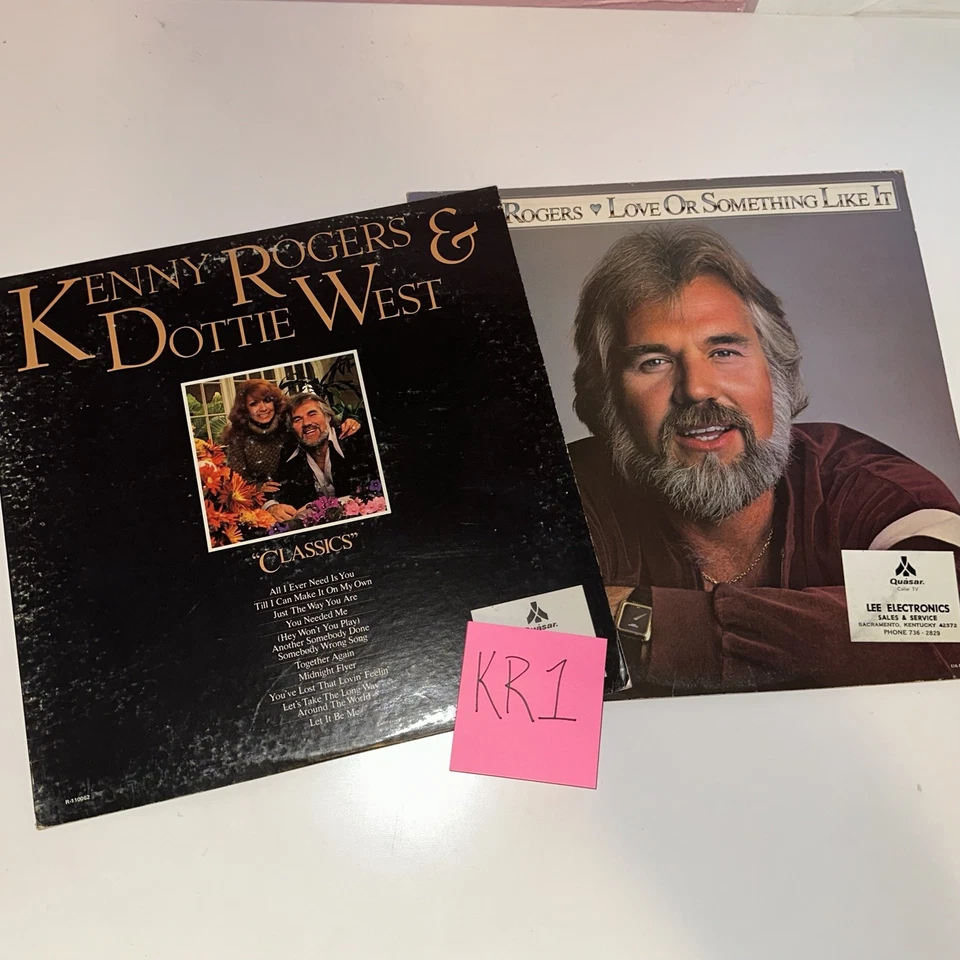 KENNY ROGERS &
DOTTIE WEST
"CLASSICS"
All I Ever Need Is You
Till I Can Make It On My Own
Just The Way You Are
You Needed Me
(Hey Won't You Play)
Another Somebody Done
Somebody Wrong Song
Together Again
Midnight Flyer
You've Lost That Lovin' Feelin'
Let's Take The Long Way
Around The World
Let It Be Me
R-110062
ROGERS ♥ LOVE OR SOMETHING LIKE IT
Quasar.
Color TV
LEE ELECTRONICS
SALES & SERVICE
SACRAMENTO, KENTUCKY 42372
PHONE 736-2829
KR1